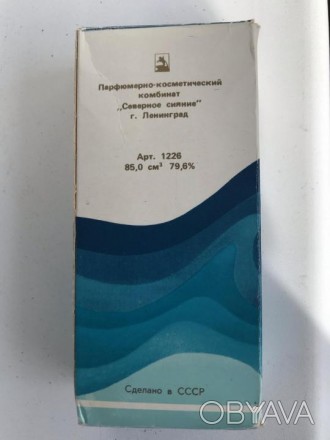 Парфюмерно-косметический
комбинат
„Северное сияние"
г. Ленинград
Арт. 1226
85,0 см³ 79,6%
Сделано в СССР
OBYAVA